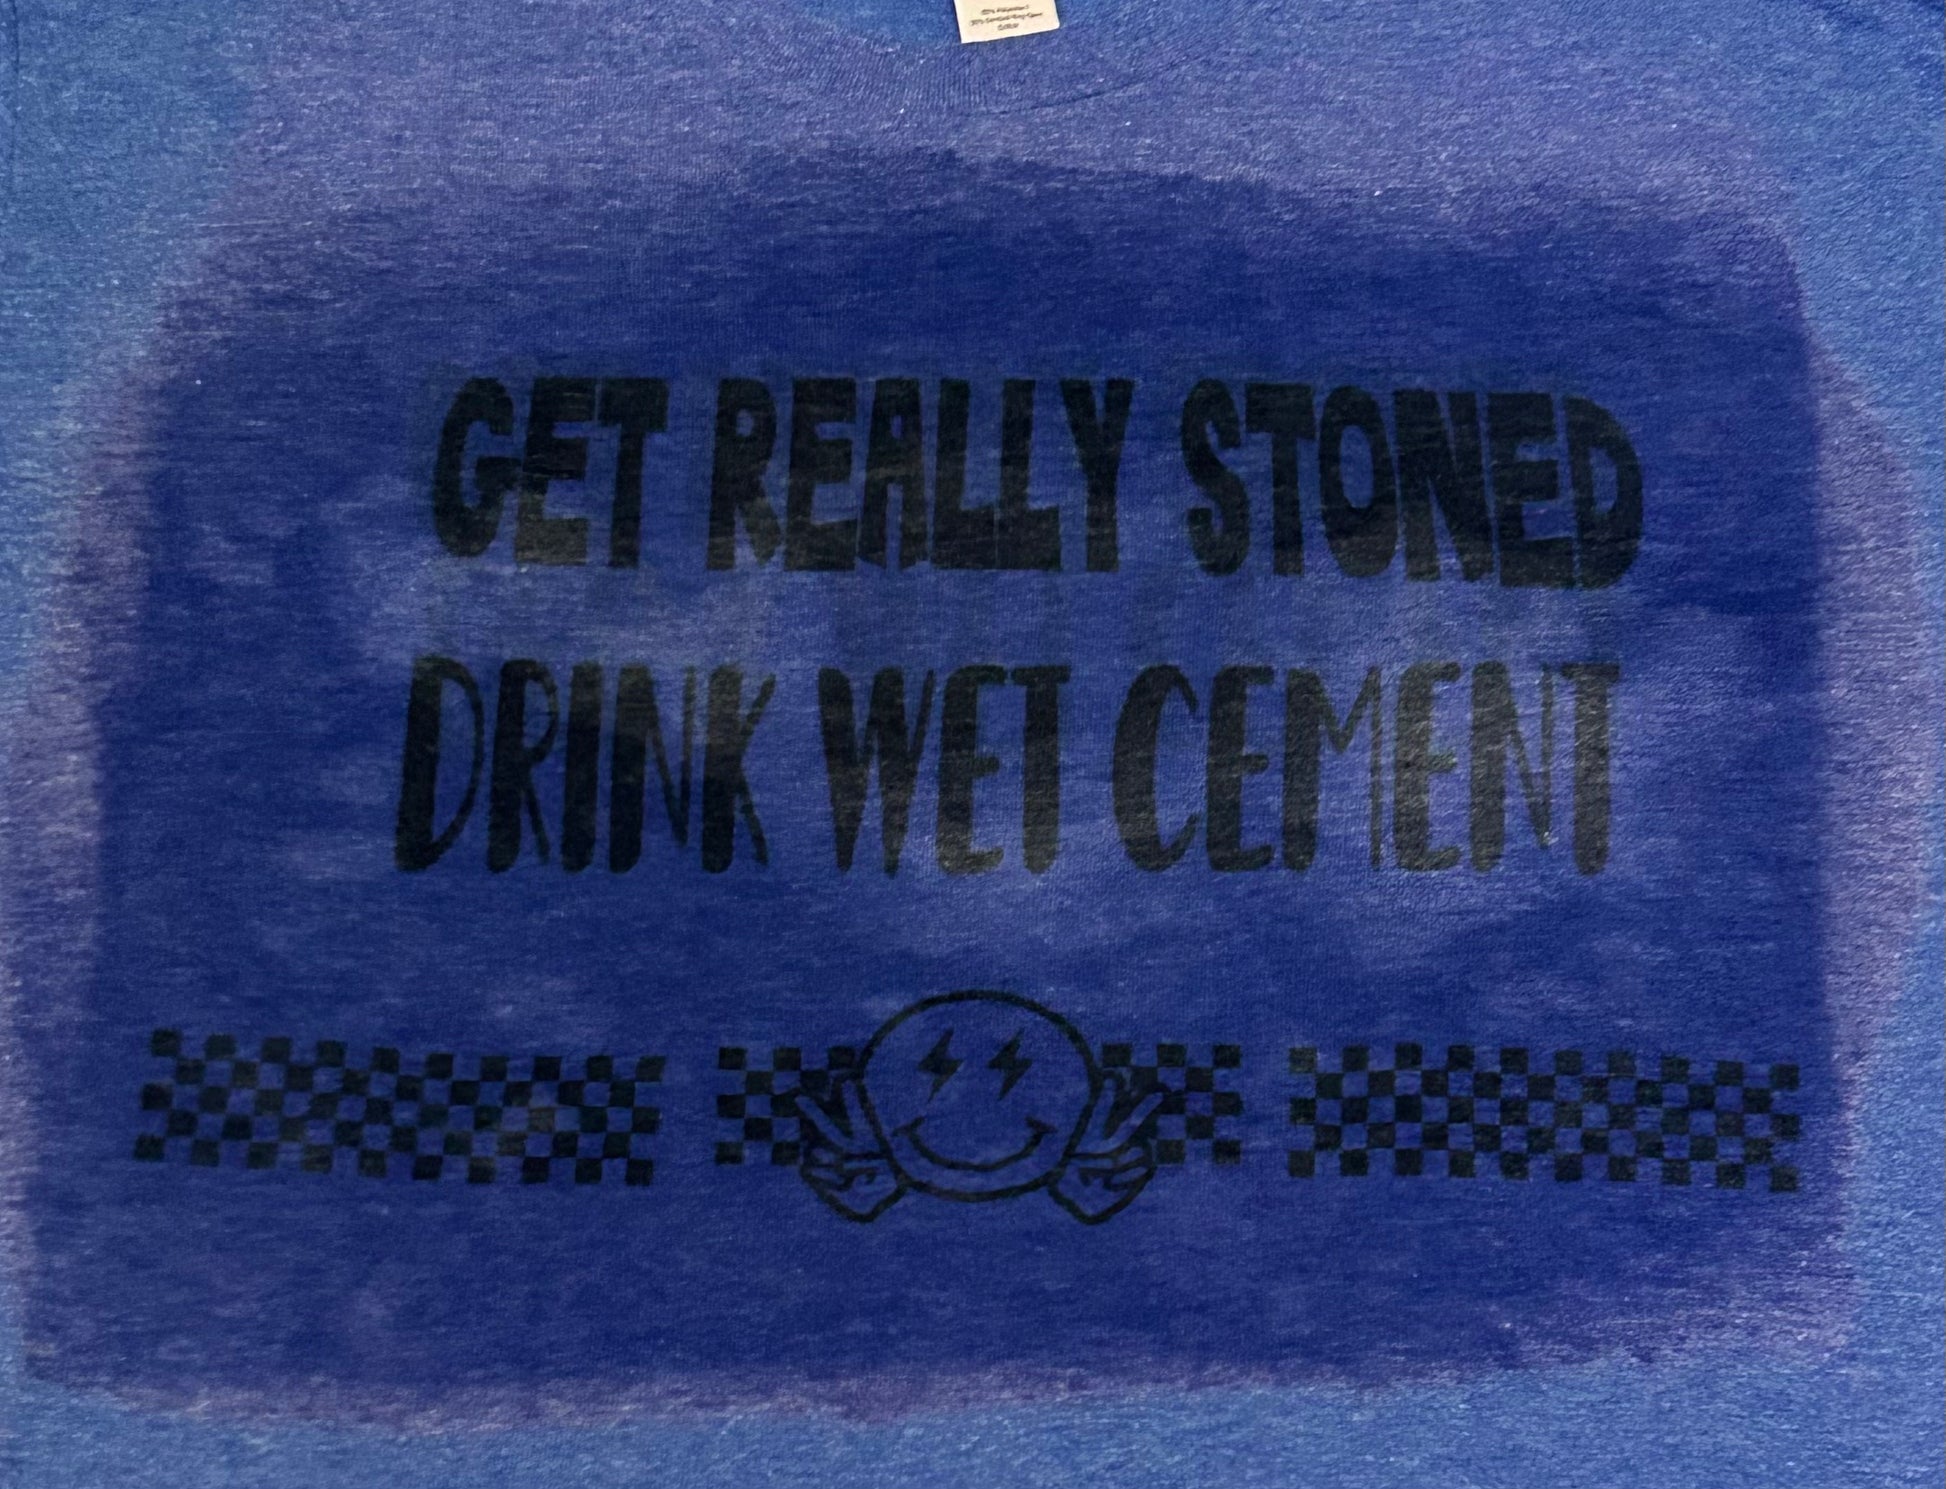 GET REALLY STONED
DRINK WET CEMENT